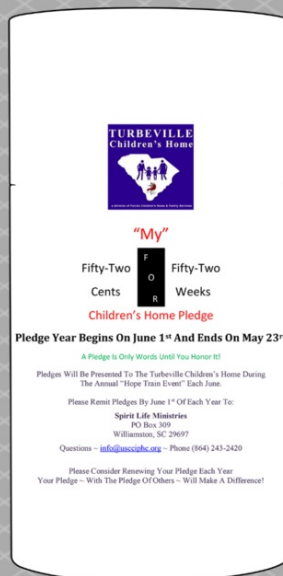 TURBEVILLE
Children's Home
"My"
Fifty-Two
Cents
F
O
R
Fifty-Two
Weeks
Children's Home Pledge
Pledge Year Begins On June 1st And Ends On May 23r
A Pledge Is Only Words Until You Honor It!
Pledges Will Be Presented To The Turbeville Children's Home During
The Annual "Hope Train Event" Each June.
Please Remit Pledges By June 1st Of Each Year To:
Spirit Life Ministries
PO Box 309
Williamston, SC 29697
Questions ~ info@uscciphc.org ~ Phone (864) 243-2420
Please Consider Renewing Your Pledge Each Year
Your Pledge ~ With The Pledge Of Others ~ Will Make A Difference!